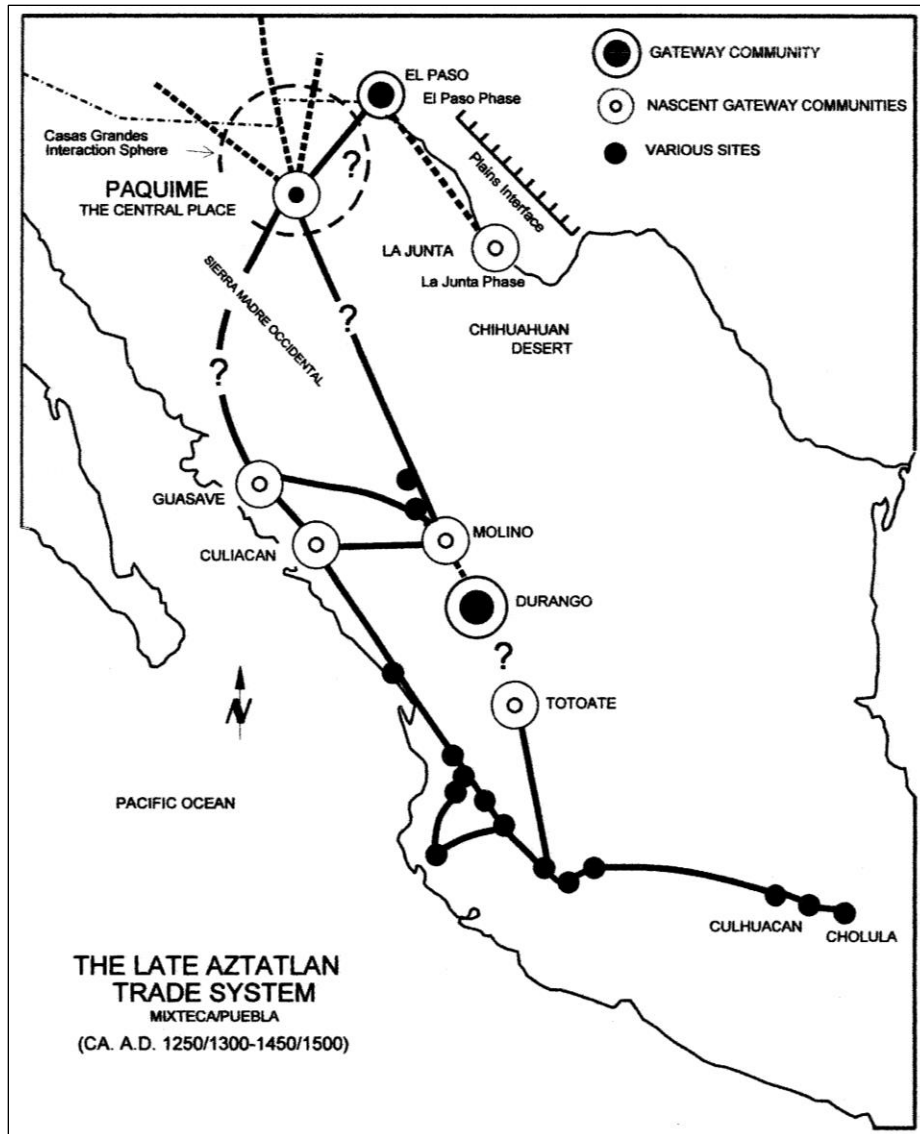 GATEWAY COMMUNITY
NASCENT GATEWAY COMMUNITIES
VARIOUS SITES
EL PASO
El Paso Phase
Casas Grandes
Interaction Sphere
Plains Interface
?
PAQUIME
THE CENTRAL PLACE
LA JUNTA
La Junta Phase
SIERRA MADRE OCCIDENTAL
?
CHIHUAHUAN
DESERT
?
GUASAVE
MOLINO
CULIACAN
DURANGO
?
N
TOTOATE
PACIFIC OCEAN
CULHUACAN
CHOLULA
THE LATE AZTATLAN
TRADE SYSTEM
MIXTECA/PUEBLA
(CA. A.D. 1250/1300-1450/1500)